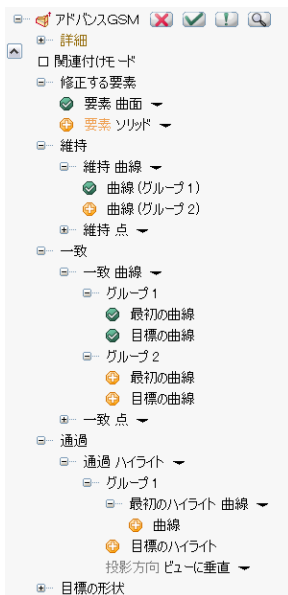 アドバンスGSM
詳細
関連付けモード
修正する要素
要素 曲面
要素 ソリッド
維持
維持 曲線
曲線 (グループ 1)
曲線 (グループ 2)
維持 点
一致
一致 曲線
グループ 1
最初の曲線
目標の曲線
グループ 2
最初の曲線
目標の曲線
一致 点
通過
通過 ハイライト
グループ 1
最初のハイライト 曲線
曲線
目標のハイライト
投影方向 ビューに垂直
目標の形状